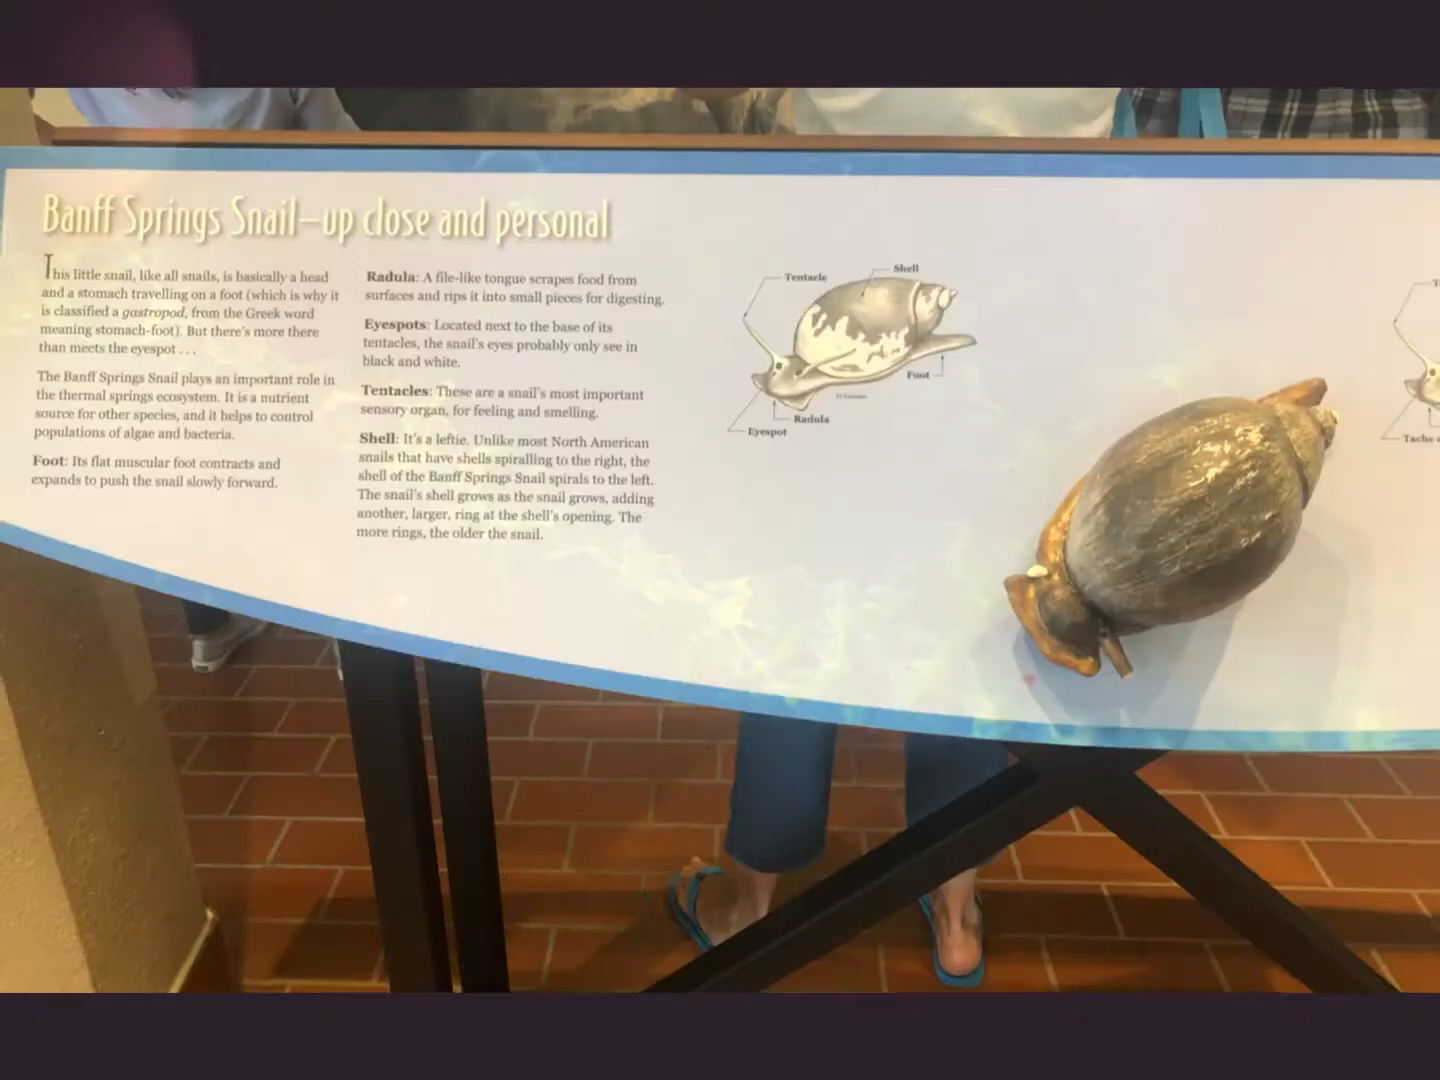 Banff Springs Snail–up close and personal
This little snail, like all snails, is basically a head
and a stomach travelling on a foot (which is why it
is classified a gastropod, from the Greek word
meaning stomach-foot). But there's more there
than meets the eyespot . . .
The Banff Springs Snail plays an important role in
the thermal springs ecosystem. It is a nutrient
source for other species, and it helps to control
populations of algae and bacteria.
Foot: Its flat muscular foot contracts and
expands to push the snail slowly forward.
Radula: A file-like tongue scrapes food from
surfaces and rips it into small pieces for digesting.
Eyespots: Located next to the base of its
tentacles, the snail's eyes probably only see in
black and white.
Tentacles: These are a snail's most important
sensory organ, for feeling and smelling.
Shell: It's a leftie. Unlike most North American
snails that have shells spiralling to the right, the
shell of the Banff Springs Snail spirals to the left.
The snail's shell grows as the snail grows, adding
another, larger, ring at the shell's opening. The
more rings, the older the snail.
Tentacle
Shell
Foot
Radula
Eyespot
T
Tache